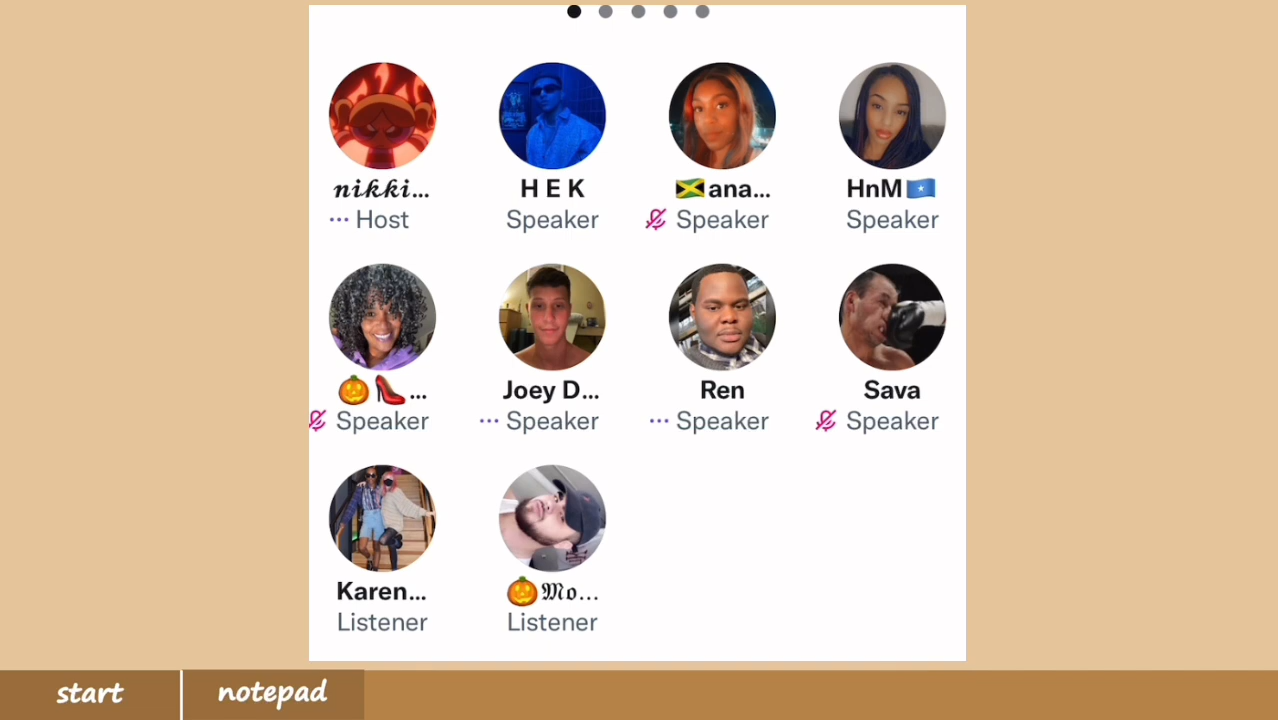 𝓷𝓲𝓴𝓴𝓲... H E K 🇯🇲ana... HnM🇸🇴
··· Host Speaker Speaker Speaker
🎃👠... Joey D... Ren Sava
Speaker ··· Speaker ··· Speaker Speaker
Karen... 🎃𝔐𝔬...
Listener Listener
start notepad